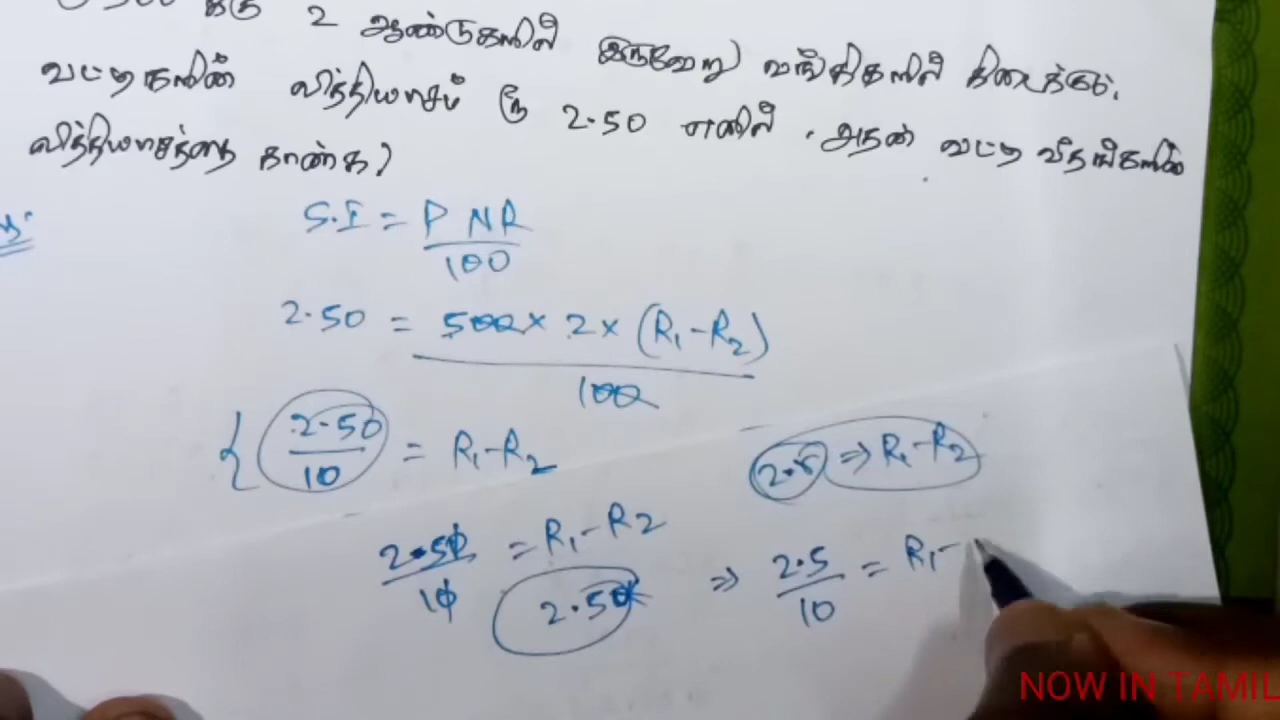 க்கு 2 ஆண்டுகளில் இருவேறு வங்கிகளில் கிடைக்கும்
வட்டிகளின் வித்தியாசம் ரூ 2.50 எனில். அதன் வட்டி வீதங்களின்
வித்தியாசத்தை காண்க?
S.I = P N R
100
2.50 = 500 × 2 × (R₁-R₂)
100
{ 2.50 = R₁-R₂
10
2.5 ⇒ R₁-R₂
2.50 = R₁-R₂
10
2.50
⇒ 2.5 = R₁-
10
NOW IN TAMIL